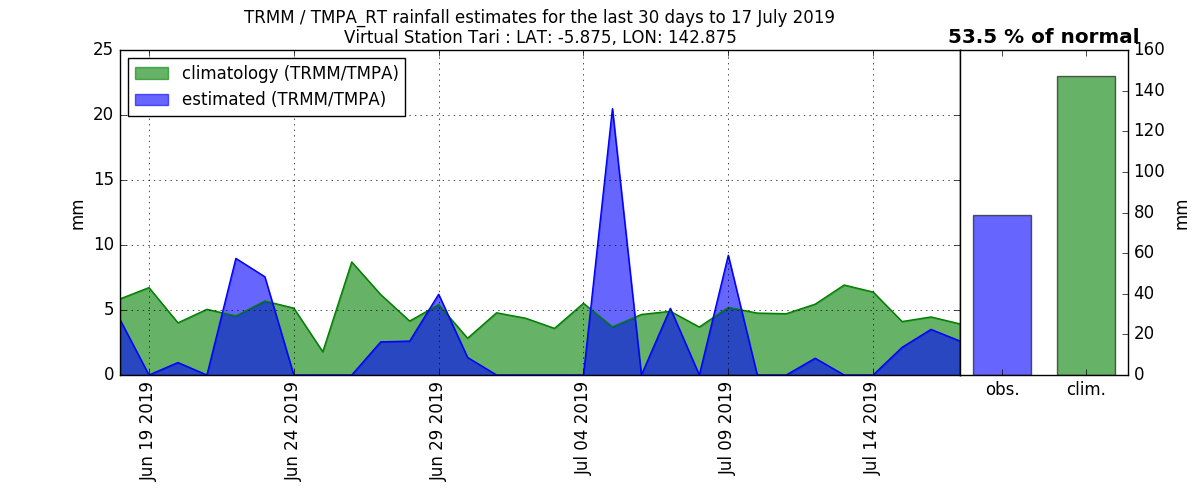 TRMM / TMPA_RT rainfall estimates for the last 30 days to 17 July 2019
Virtual Station Tari : LAT: -5.875, LON: 142.875
53.5 % of normal
climatology (TRMM/TMPA)
estimated (TRMM/TMPA)
25
20
15
10
5
0
mm
Jun 19 2019
Jun 24 2019
Jun 29 2019
Jul 04 2019
Jul 09 2019
Jul 14 2019
obs.
clim.
160
140
120
100
80
60
40
20
0
mm